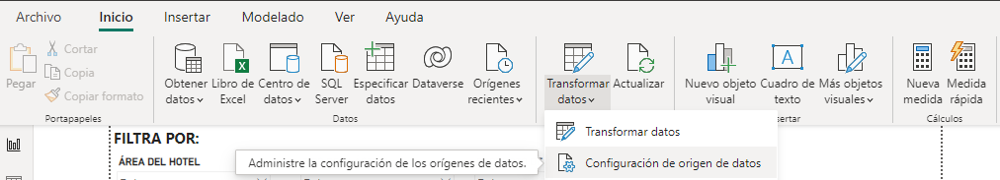 Archivo Inicio Insertar Modelado Ver Ayuda
Pegar
Cortar
Copia
Copiar formato
Portapapeles
Obtener
datos
Libro de
Excel
Centro de
datos
SQL
Server
Especificar
datos
Dataverse
Orígenes
recientes
Datos
Transformar
datos
Actualizar
Nuevo objeto
visual
Cuadro de
texto
Más objetos
visuales
sertar
Nueva
medida
Medida
rápida
Cálculos
Transformar datos
Configuración de origen de datos
Administre la configuración de los orígenes de datos.
FILTRA POR:
ÁREA DEL HOTEL